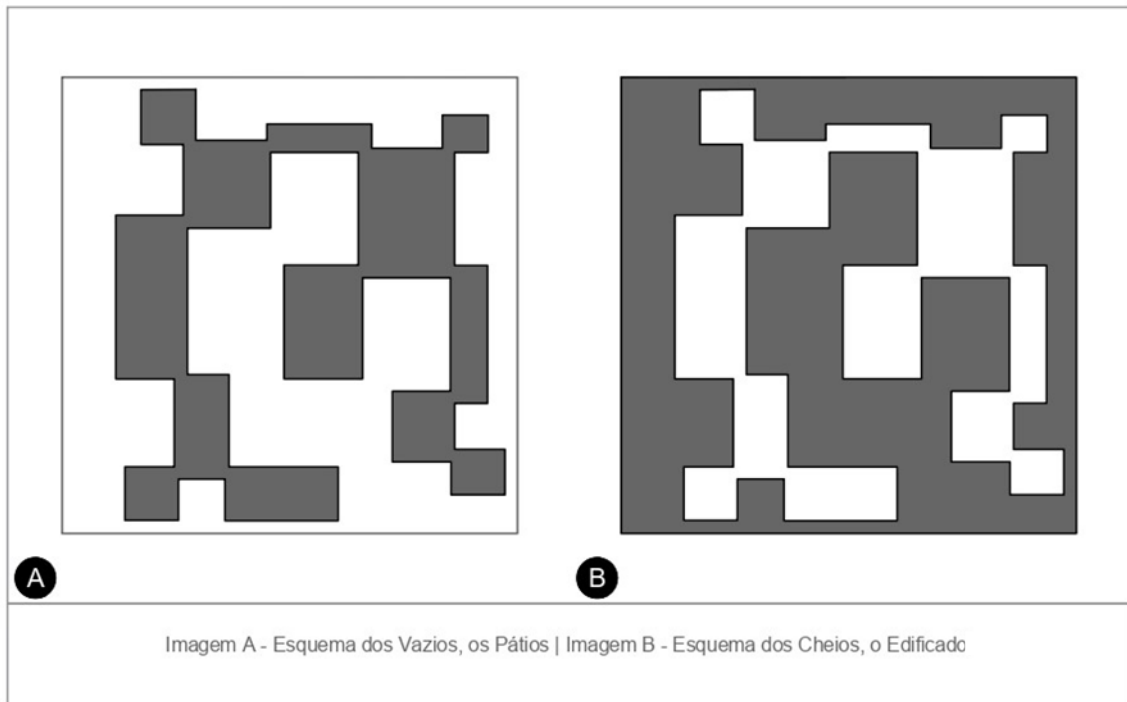 A
B
Imagem A - Esquema dos Vazios, os Pátios | Imagem B - Esquema dos Cheios, o Edificado